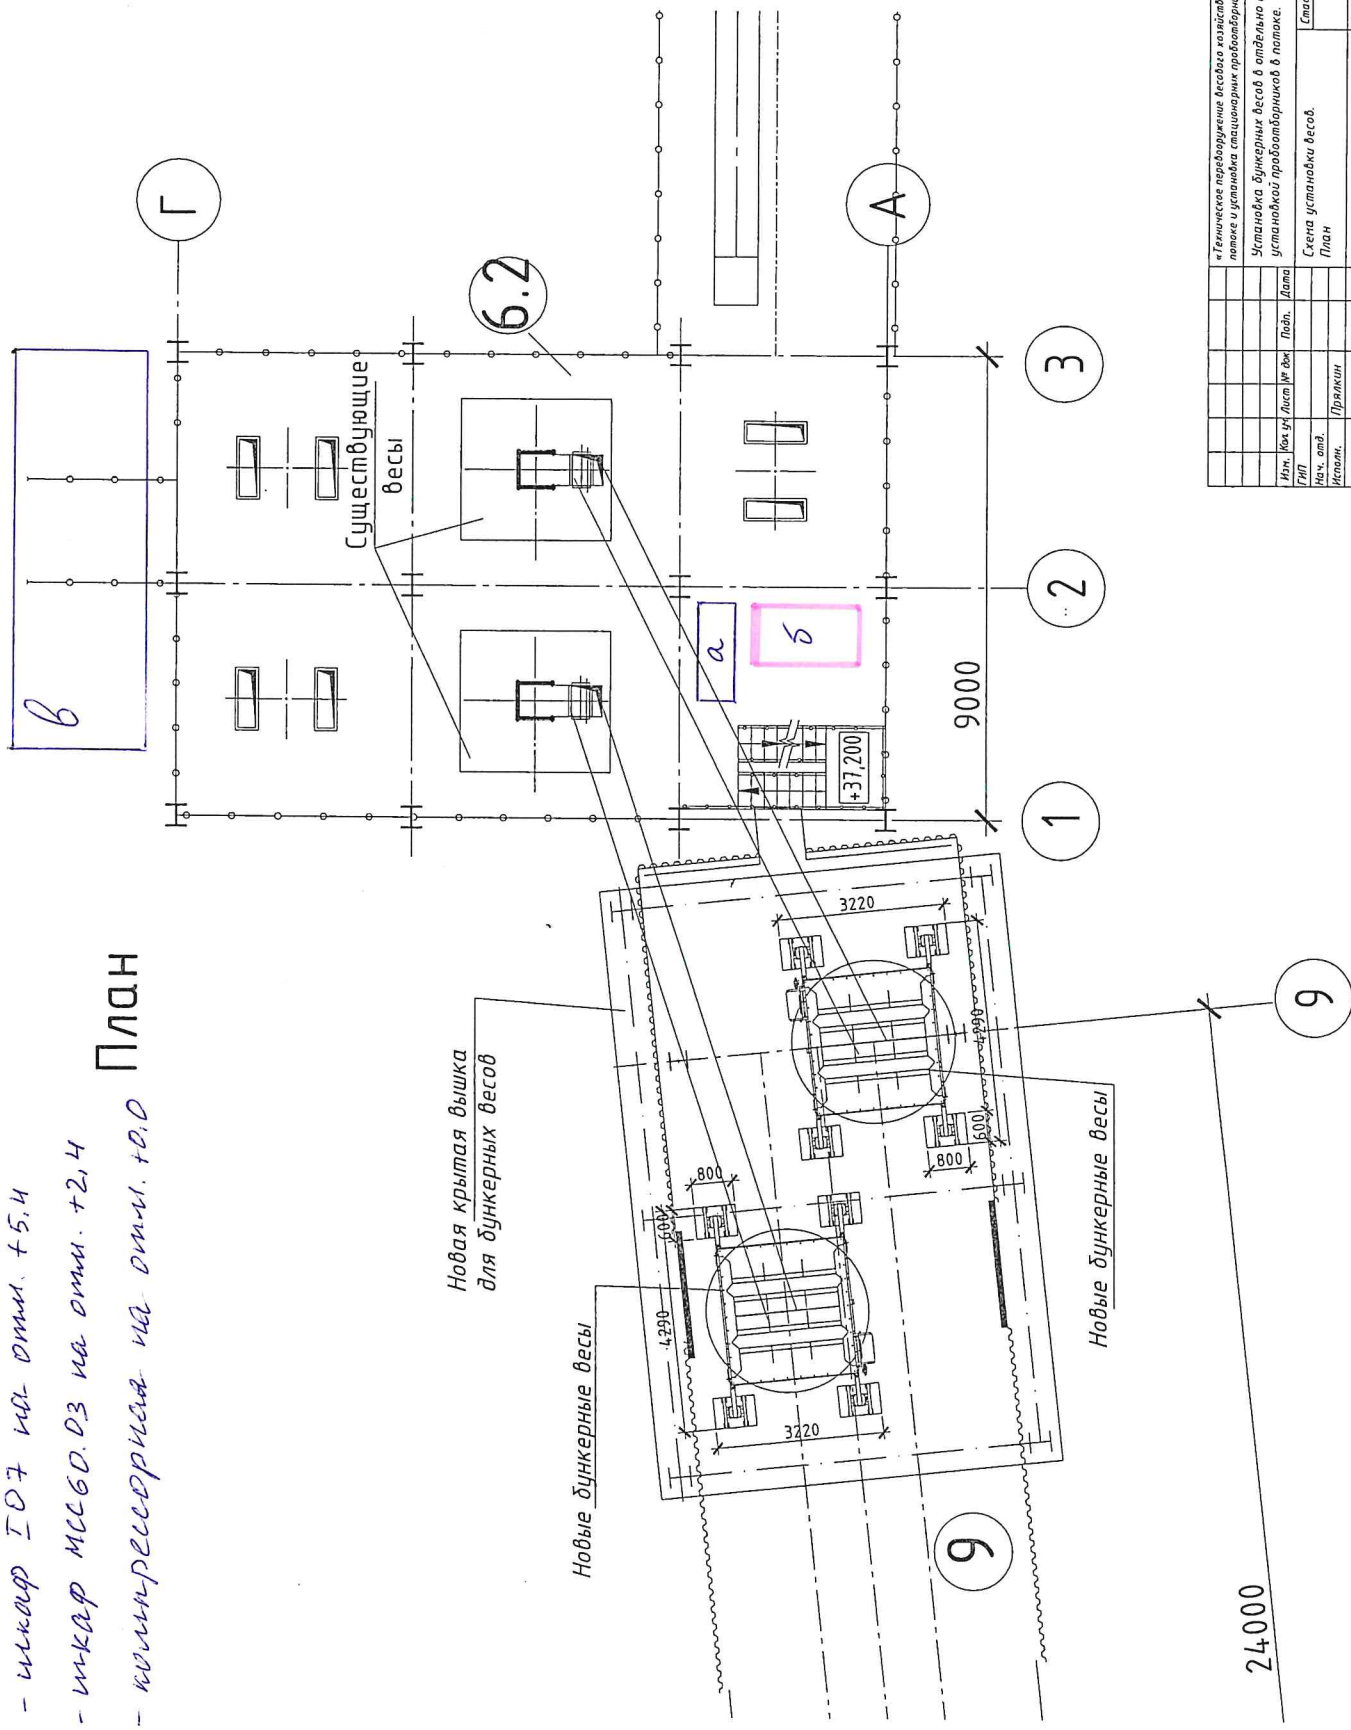 - шкаф IO7 на отм. +5,4
- шкаф МСС60.03 на отм. +2,4
- компрессорная на отм. +0,0
План
в
Г
6.2
Существующие
весы
а
б
А
+37,200
9000
1
2
3
Новая крытая вышка
для бункерных весов
Новые бункерные весы
Новые бункерные весы
3220
4290
600
800
800
600
4290
3220
9
9
24000
«Техническое перевооружение весового хозяйств
потоке и установка стационарных пробоотборн
Установка бункерных весов в отдельно
установкой пробоотборников в потоке.
Изм. Кол.уч Лист № док. Подп. Дата
ГИП
Нач. отд.
Исполн. Прялкин
Схема установки весов.
План
Стас